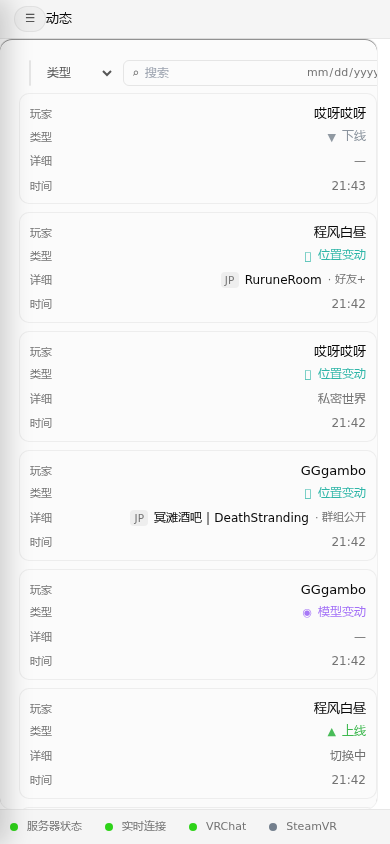 ☰ 动态
类型 搜索 mm/dd/yyyy
玩家 哎呀哎呀
类型 ▼ 下线
详细 —
时间 21:43
玩家 程风白昼
类型 位置变动
详细 JP RuruneRoom · 好友+
时间 21:42
玩家 哎呀哎呀
类型 位置变动
详细 私密世界
时间 21:42
玩家 GGgambo
类型 位置变动
详细 JP 冥滩酒吧 | DeathStranding · 群组公开
时间 21:42
玩家 GGgambo
类型 ◉ 模型变动
详细 —
时间 21:42
玩家 程风白昼
类型 ▲ 上线
详细 切换中
时间 21:42
服务器状态 实时连接 VRChat SteamVR